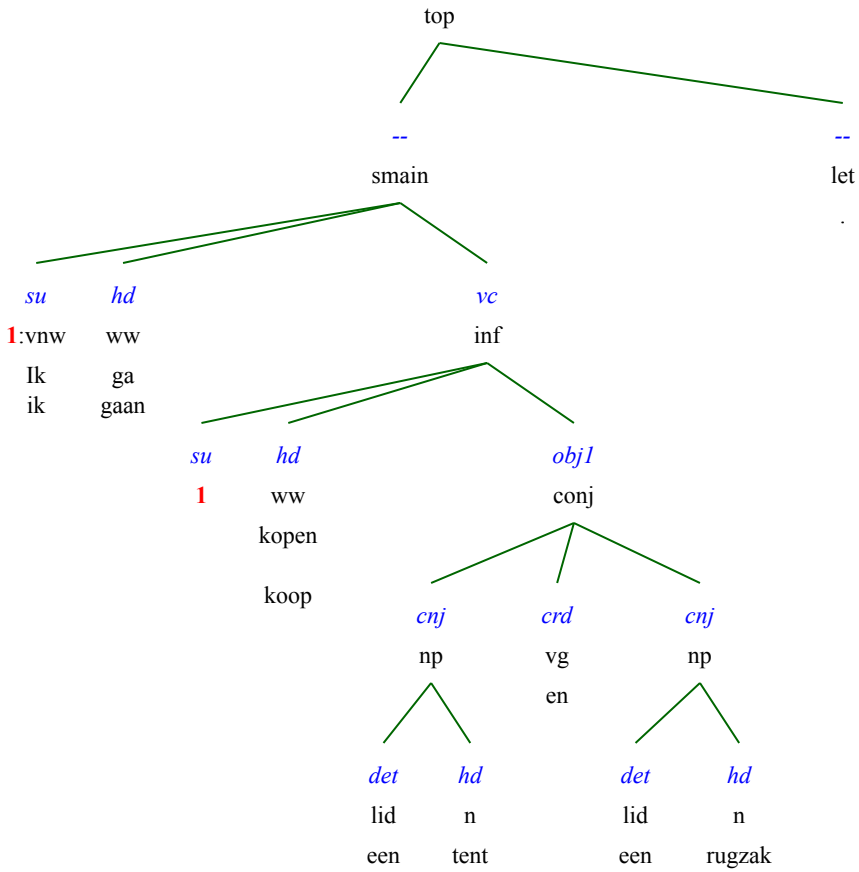 top
-- --
smain let
.
su hd vc
1:vnw ww inf
Ik ga
ik gaan
su hd obj1
1 ww conj
kopen
koop
cnj crd cnj
np vg np
en
det hd det hd
lid n lid n
een tent een rugzak